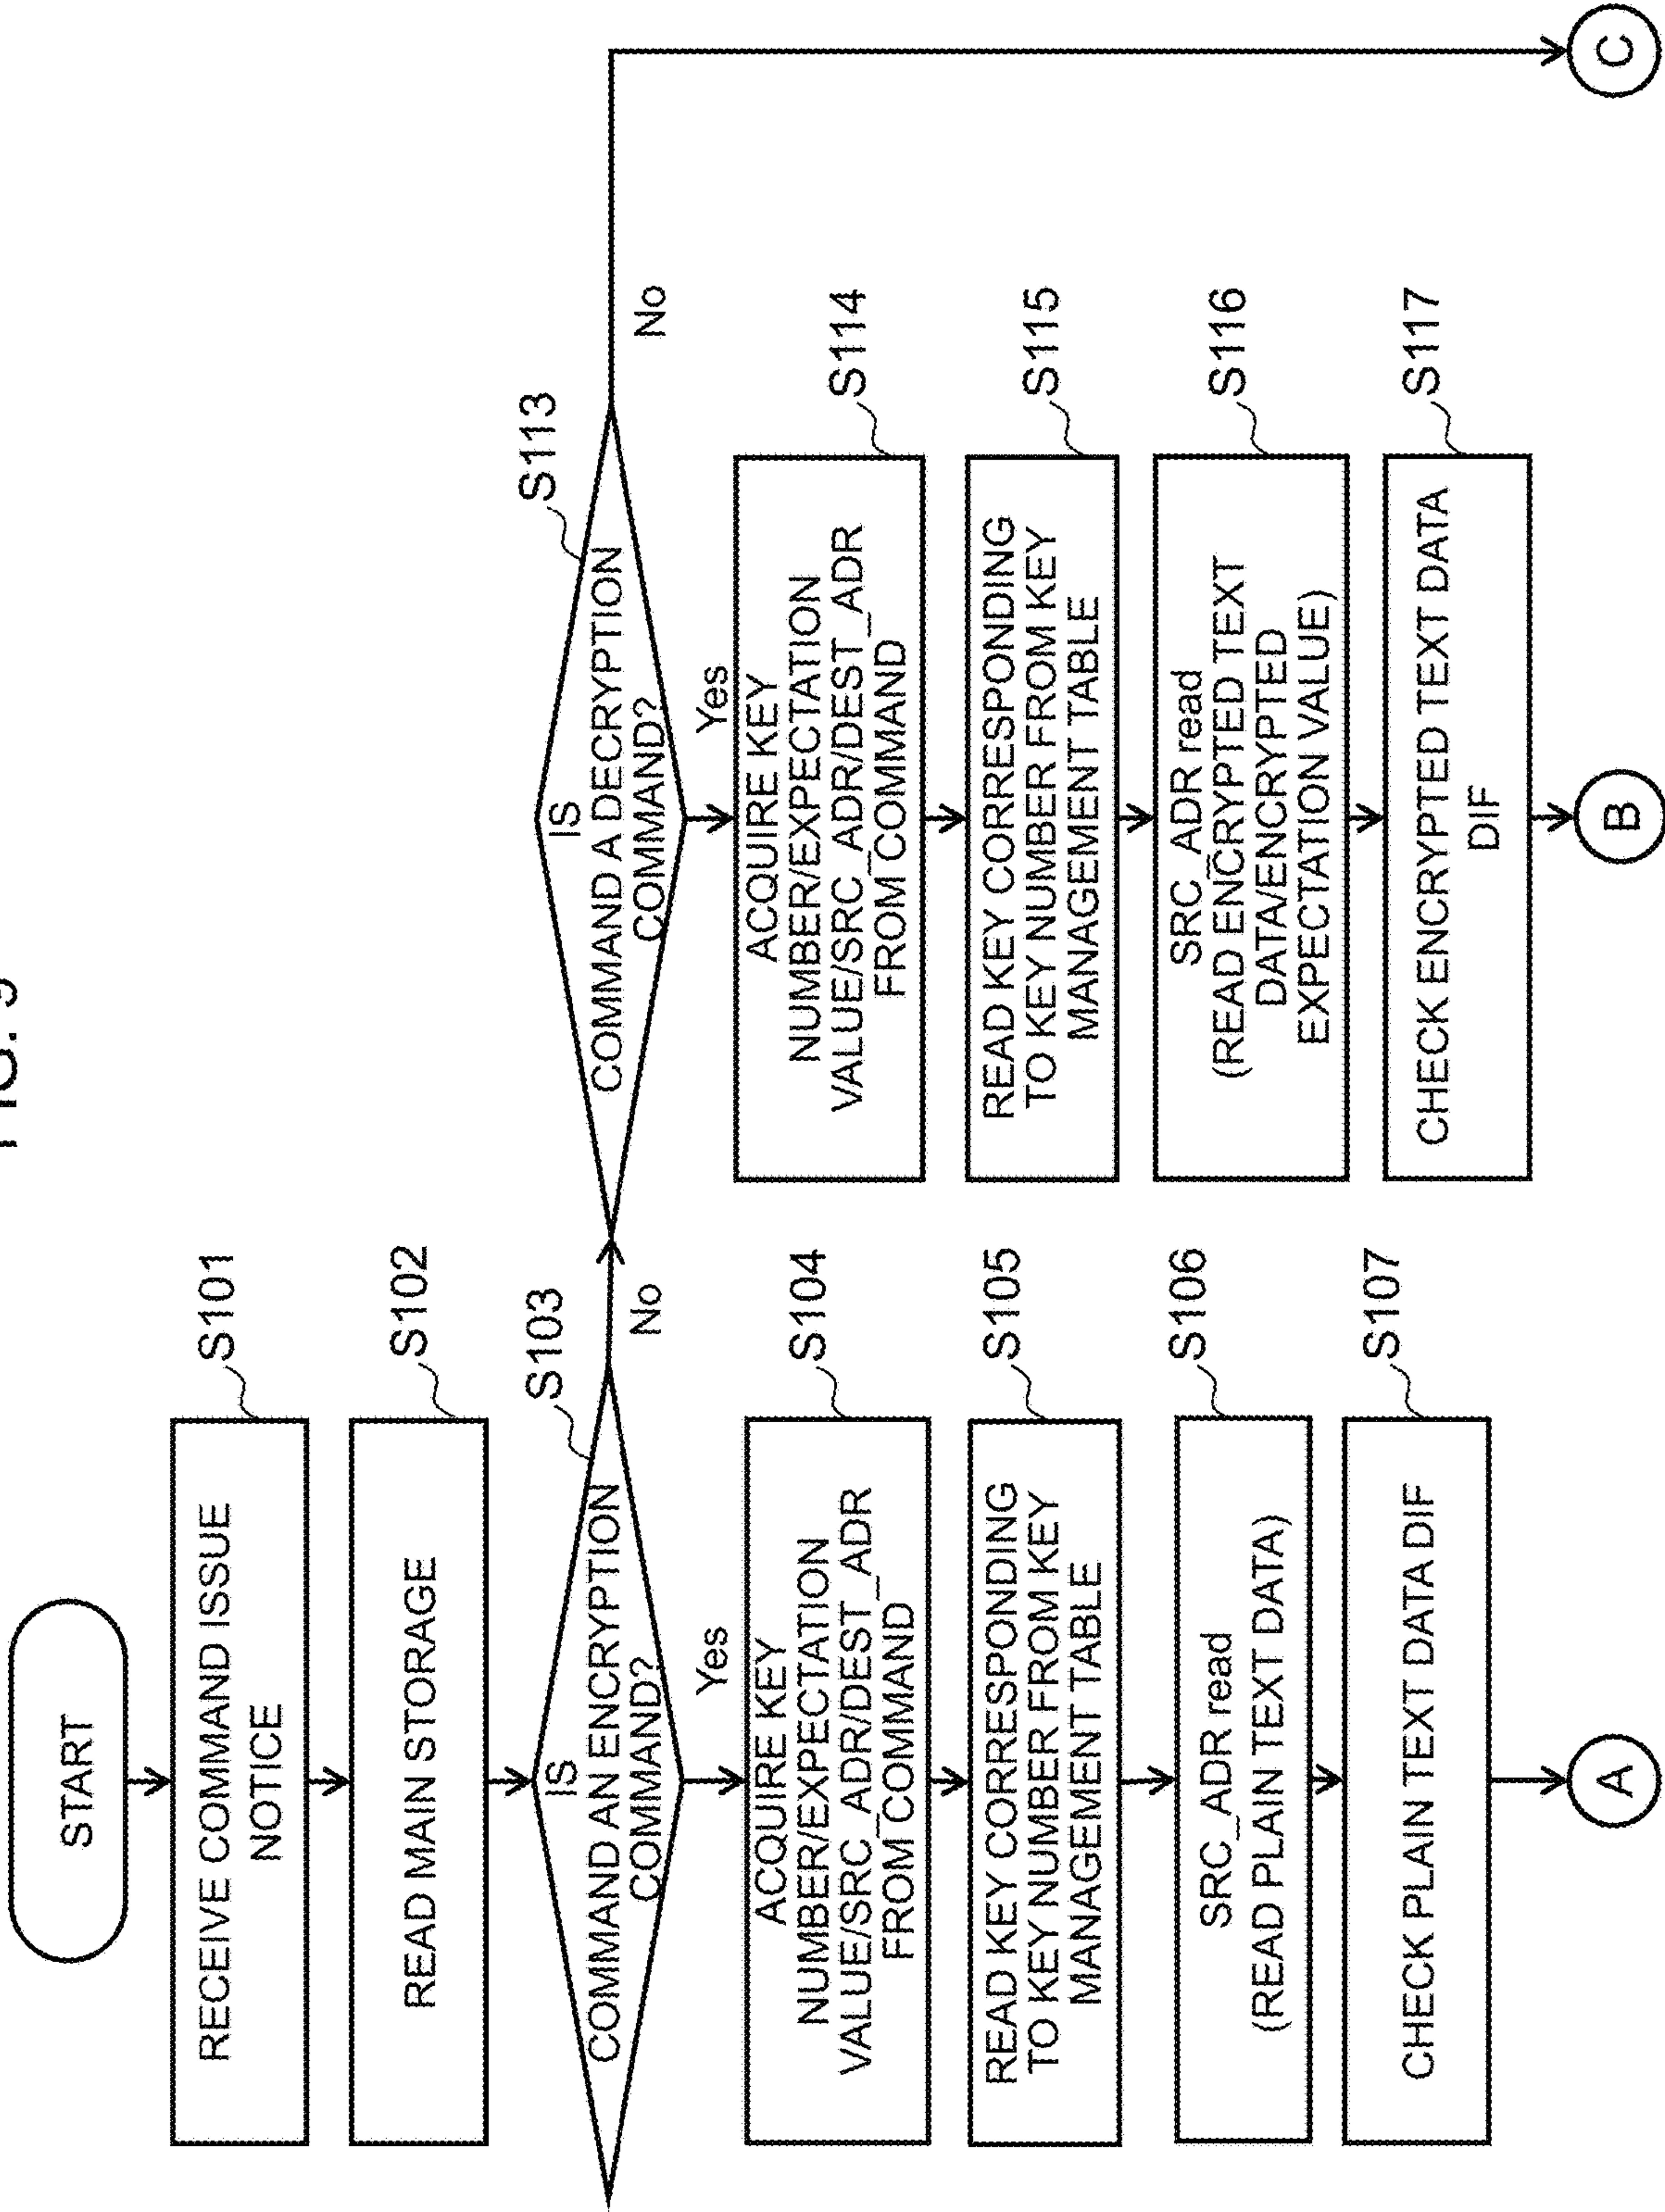 FIG. 9
START
RECEIVE COMMAND ISSUE
NOTICE
S101
READ MAIN STORAGE
S102
IS
COMMAND AN ENCRYPTION
COMMAND?
S103
No
Yes
ACQUIRE KEY
NUMBER/EXPECTATION
VALUE/SRC_ADR/DEST_ADR
FROM COMMAND
S104
READ KEY CORRESPONDING
TO KEY NUMBER FROM KEY
MANAGEMENT TABLE
S105
SRC_ADR read
(READ PLAIN TEXT DATA)
S106
CHECK PLAIN TEXT DATA DIF
S107
A
IS
COMMAND A DECRYPTION
COMMAND?
S113
No
Yes
ACQUIRE KEY
NUMBER/EXPECTATION
VALUE/SRC_ADR/DEST_ADR
FROM COMMAND
S114
READ KEY CORRESPONDING
TO KEY NUMBER FROM KEY
MANAGEMENT TABLE
S115
SRC_ADR read
(READ ENCRYPTED TEXT
DATA/ENCRYPTED
EXPECTATION VALUE)
S116
CHECK ENCRYPTED TEXT DATA
DIF
S117
B
C